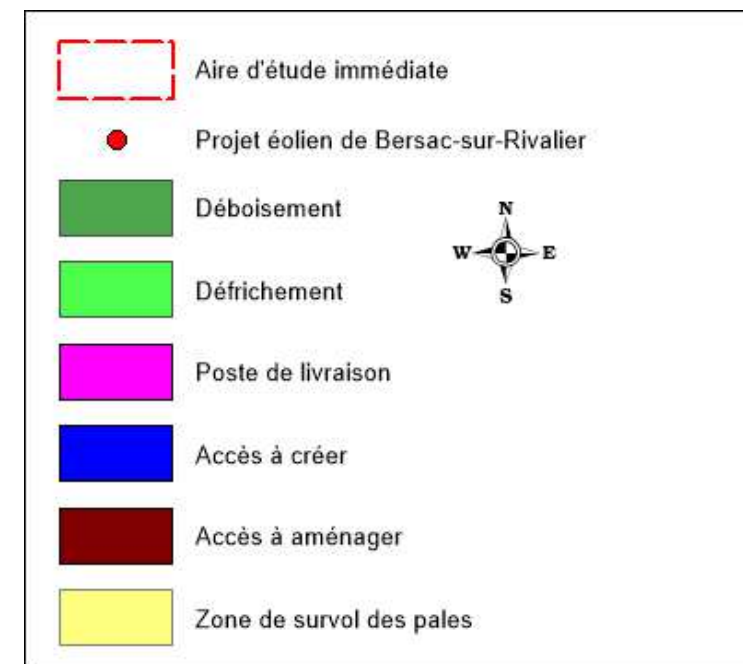 Aire d'étude immédiate
Projet éolien de Bersac-sur-Rivalier
Déboisement
Défrichement
Poste de livraison
Accès à créer
Accès à aménager
Zone de survol des pales
N
W E
S